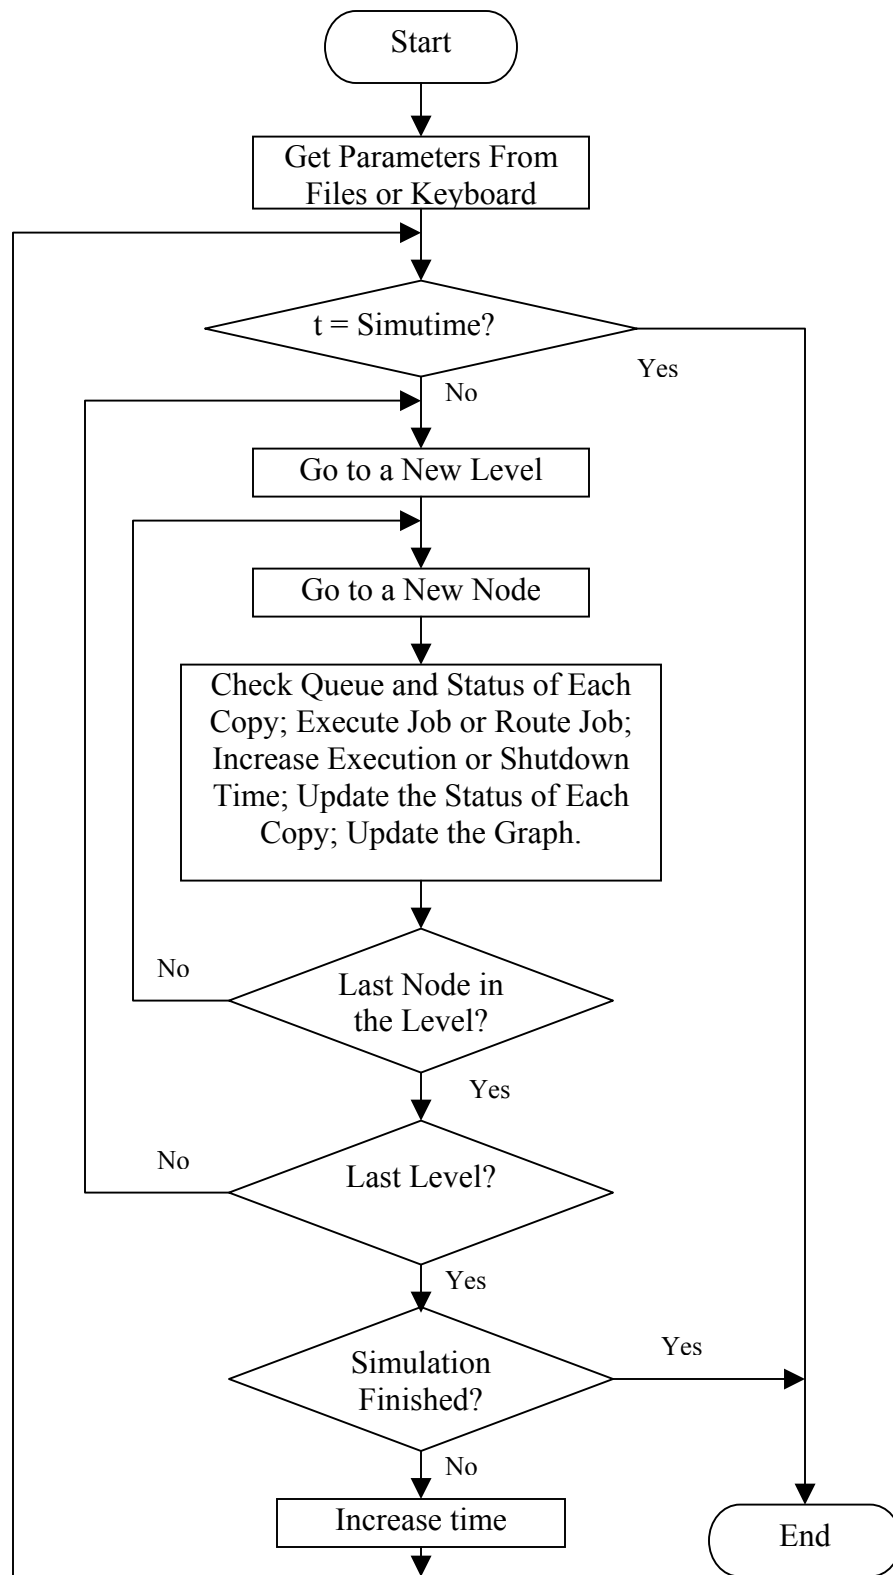 Start
Get Parameters From
Files or Keyboard
t = Simutime?
Yes
No
Go to a New Level
Go to a New Node
Check Queue and Status of Each
Copy; Execute Job or Route Job;
Increase Execution or Shutdown
Time; Update the Status of Each
Copy; Update the Graph.
No
Last Node in
the Level?
Yes
No
Last Level?
Yes
Yes
Simulation
Finished?
No
Increase time
End